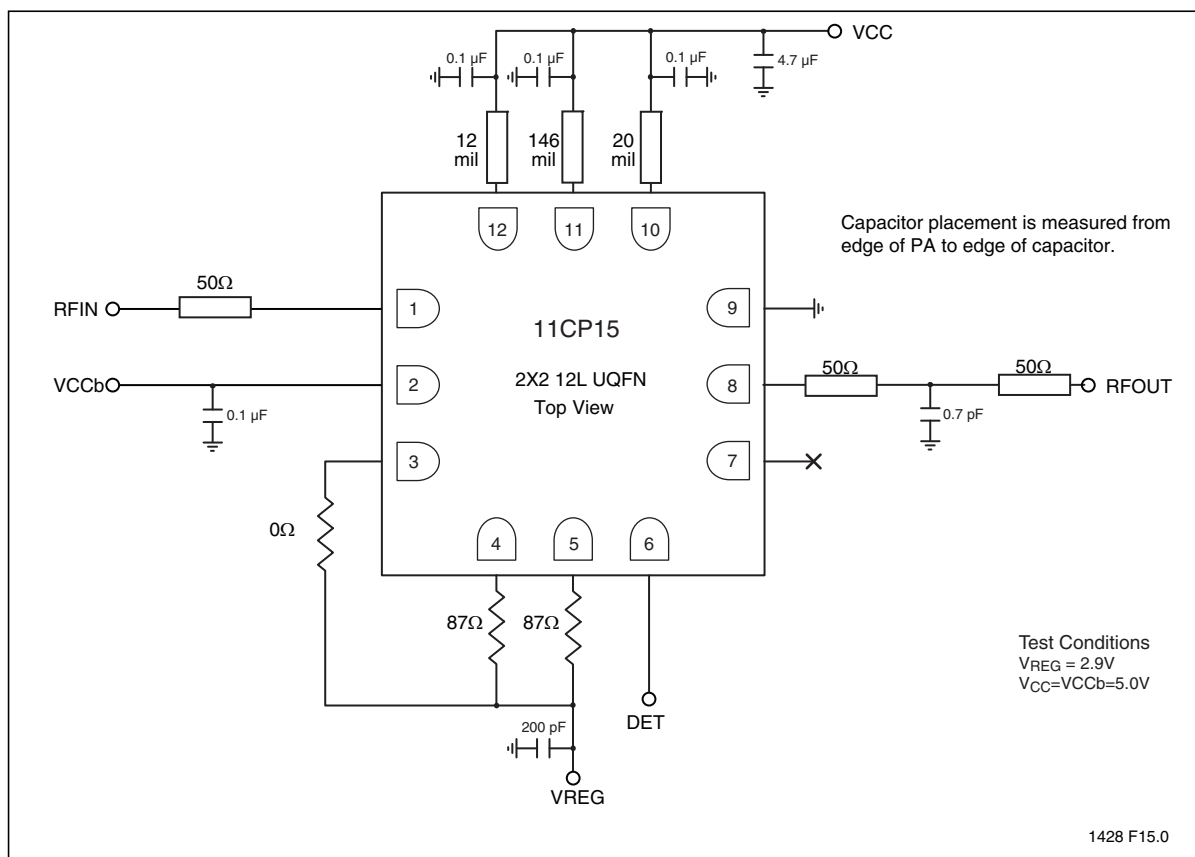 VCC
0.1 µF
0.1 µF
0.1 µF
4.7 µF
12
mil
146
mil
20
mil
12
11
10
Capacitor placement is measured from
edge of PA to edge of capacitor.
RFIN
50Ω
1
9
11CP15
VCCb
2
2X2 12L UQFN
Top View
8
50Ω
50Ω
RFOUT
0.1 µF
0.7 pF
3
7
0Ω
4
5
6
87Ω
87Ω
Test Conditions
VREG = 2.9V
VCC=VCCb=5.0V
DET
200 pF
VREG
1428 F15.0